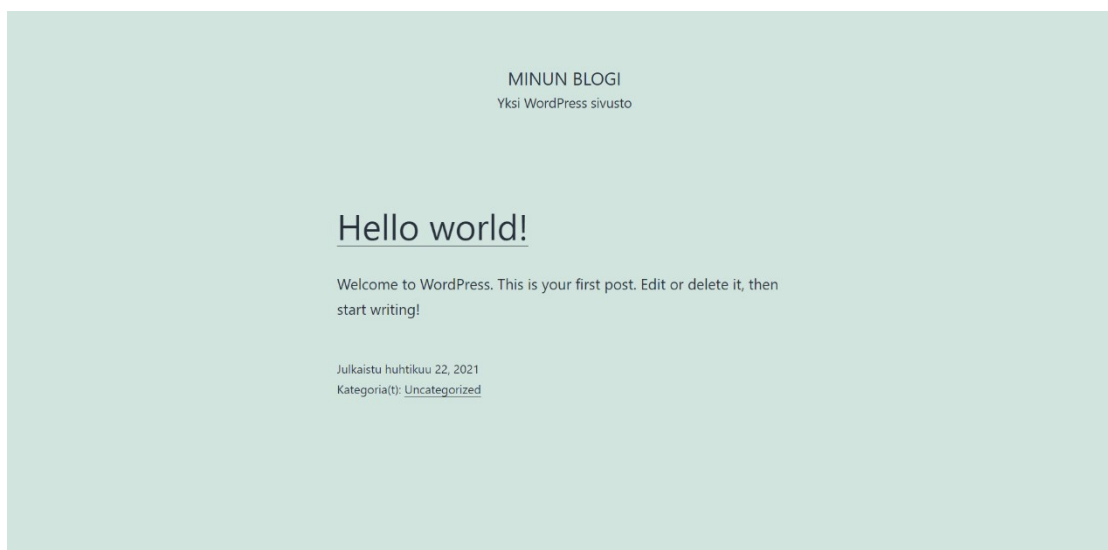 MINUN BLOGI
Yksi WordPress sivusto
Hello world!
Welcome to WordPress. This is your first post. Edit or delete it, then
start writing!
Julkaistu huhtikuu 22, 2021
Kategoria(t): Uncategorized